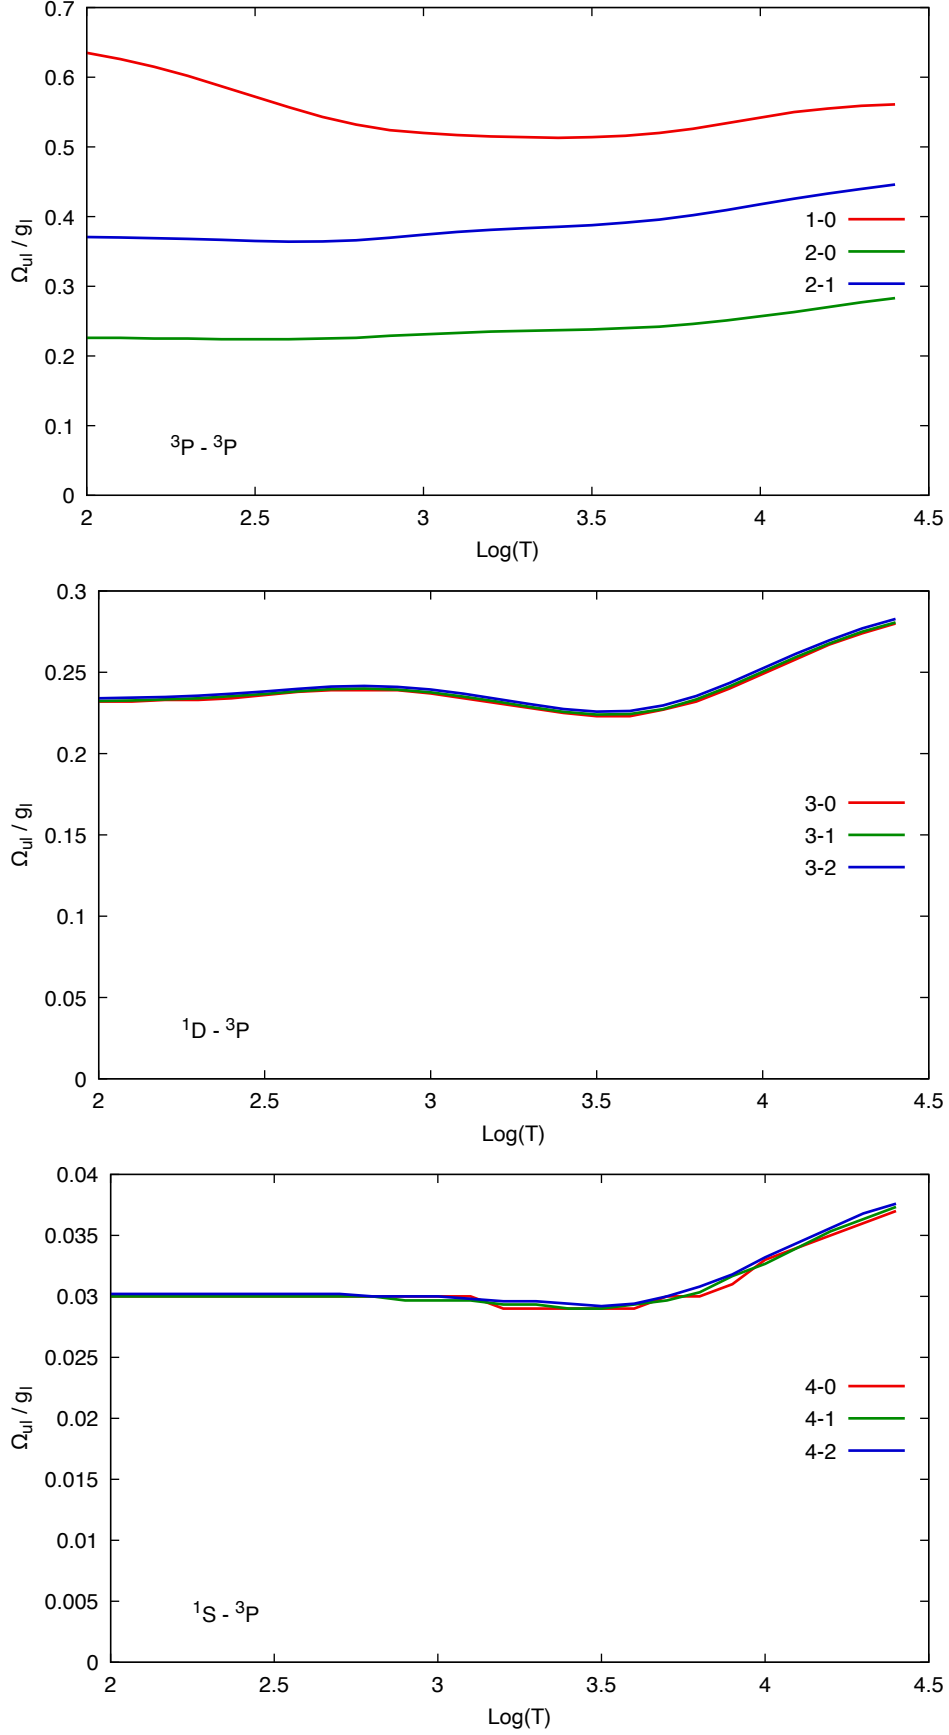 0.7
0.6
0.5
0.4
0.3
0.2
0.1
0
Ωul / gl
1-0
2-0
2-1
3P - 3P
2 2.5 3 3.5 4 4.5
Log(T)
0.3
0.25
0.2
0.15
0.1
0.05
0
Ωul / gl
3-0
3-1
3-2
1D - 3P
2 2.5 3 3.5 4 4.5
Log(T)
0.04
0.035
0.03
0.025
0.02
0.015
0.01
0.005
0
Ωul / gl
4-0
4-1
4-2
1S - 3P
2 2.5 3 3.5 4 4.5
Log(T)